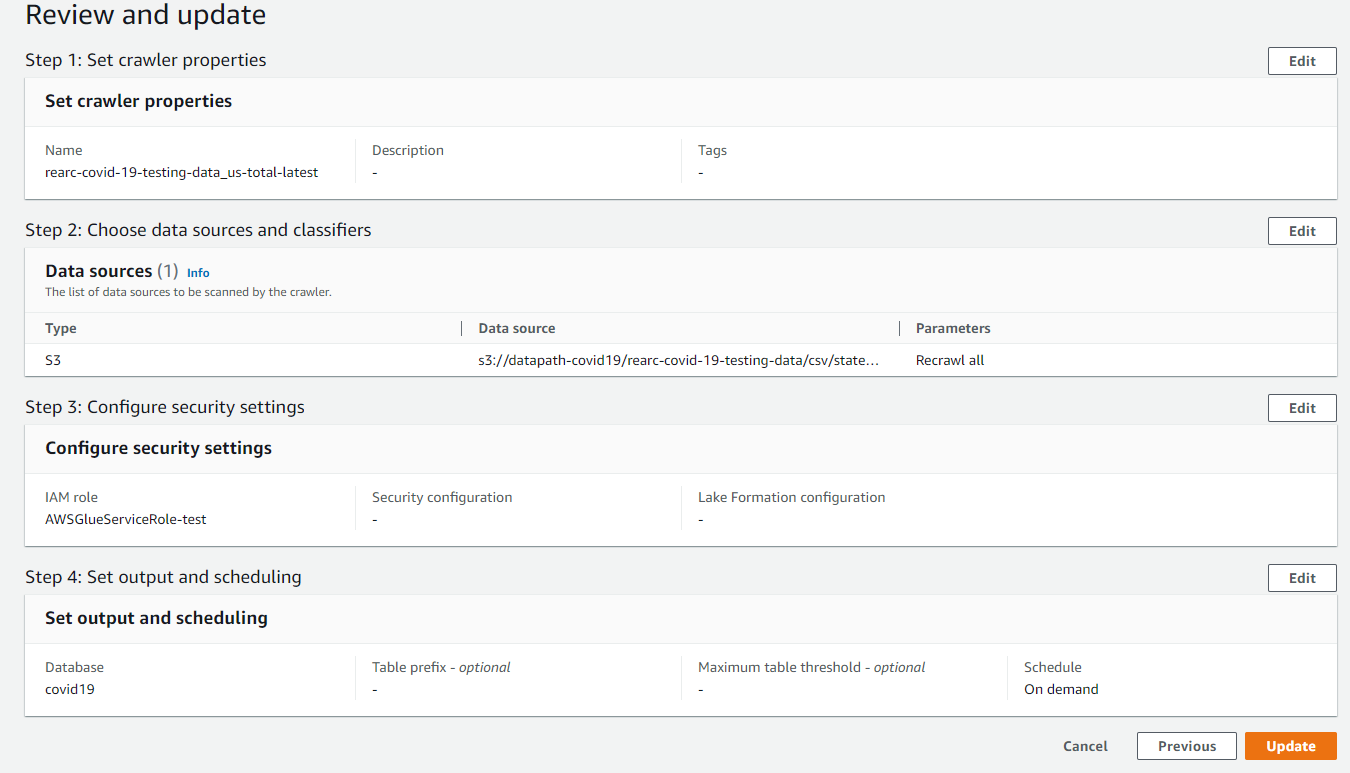 Review and update
Step 1: Set crawler properties
Edit
Set crawler properties
Name
Description
Tags
rearc-covid-19-testing-data_us-total-latest
-
-
Step 2: Choose data sources and classifiers
Edit
Data sources (1) Info
The list of data sources to be scanned by the crawler.
Type
Data source
Parameters
S3
s3://datapath-covid19/rearc-covid-19-testing-data/csv/state…
Recrawl all
Step 3: Configure security settings
Edit
Configure security settings
IAM role
Security configuration
Lake Formation configuration
AWSGlueServiceRole-test
-
-
Step 4: Set output and scheduling
Edit
Set output and scheduling
Database
Table prefix - optional
Maximum table threshold - optional
Schedule
covid19
-
-
On demand
Cancel
Previous
Update